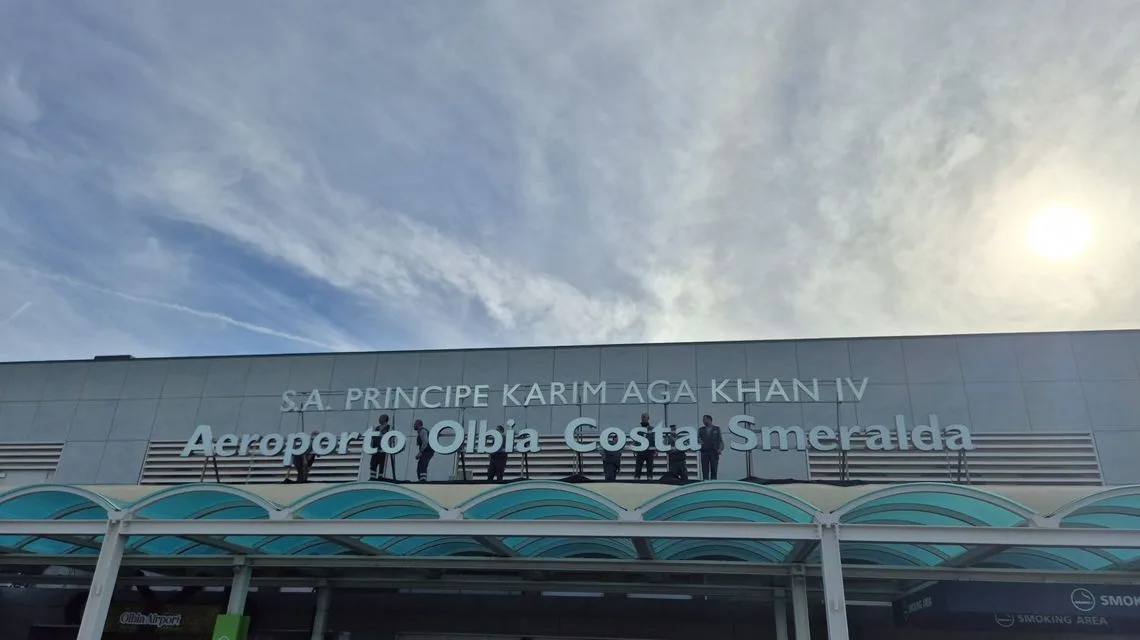 S.A. PRINCIPE KARIM AGA KHAN IV
Aeroporto Olbia Costa Smeralda
Olbia Airport
SMOKING AREA